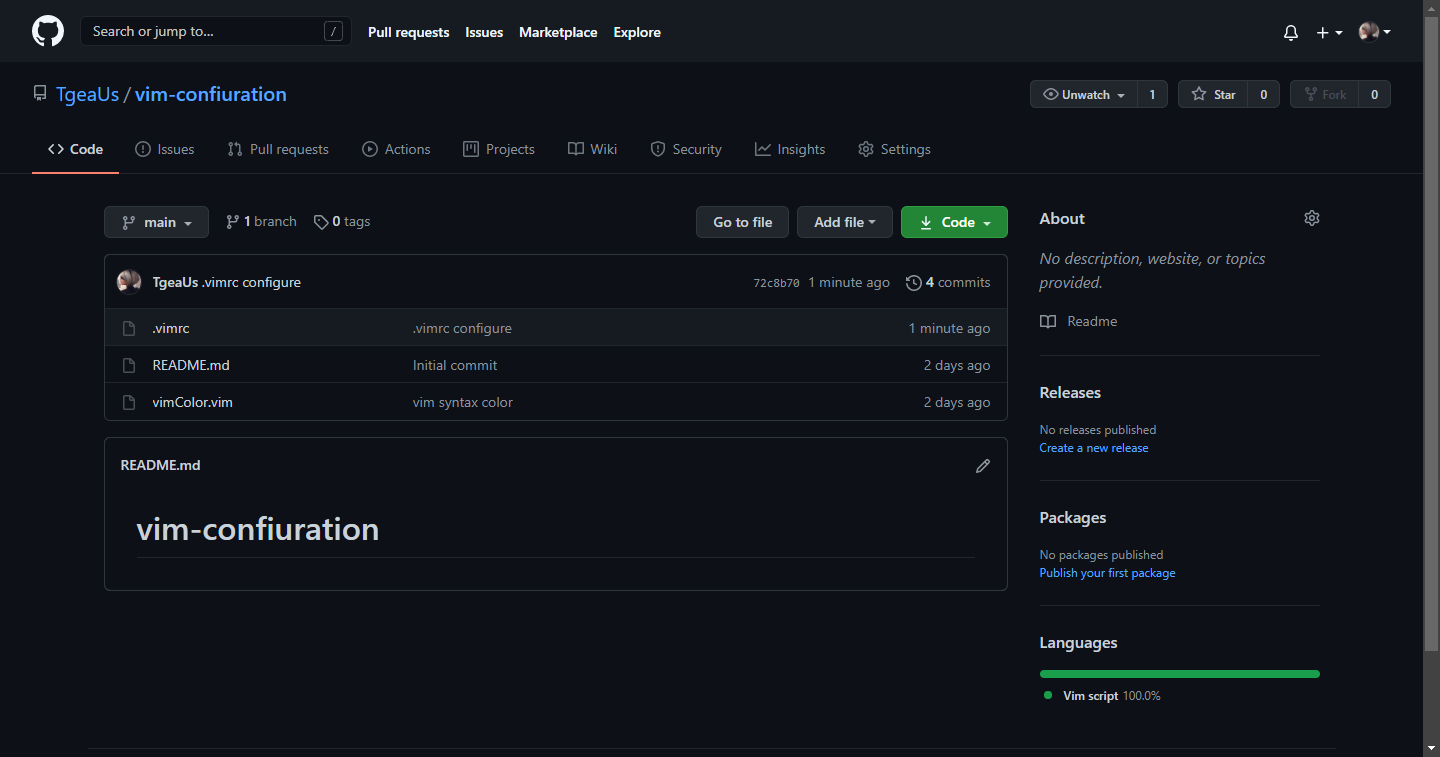 Search or jump to... /
Pull requests Issues Marketplace Explore
TgeaUs / vim-confiuration
Unwatch 1 Star 0 Fork 0
Code Issues Pull requests Actions Projects Wiki Security Insights Settings
main 1 branch 0 tags Go to file Add file Code
TgeaUs .vimrc configure 72c8b70 1 minute ago 4 commits
.vimrc .vimrc configure 1 minute ago
README.md Initial commit 2 days ago
vimColor.vim vim syntax color 2 days ago
README.md
vim-confiuration
About
No description, website, or topics
provided.
Readme
Releases
No releases published
Create a new release
Packages
No packages published
Publish your first package
Languages
Vim script 100.0%